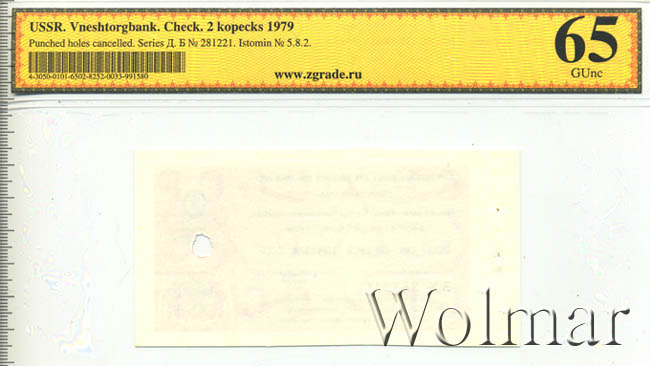 USSR. Vneshtorgbank. Check. 2 kopecks 1979
Punched holes cancelled. Series Д. Б № 281221. Istomin № 5.8.2.
4-3050-0101-6502-8252-0033-991580
www.zgrade.ru
65
GUnc
Wolmar